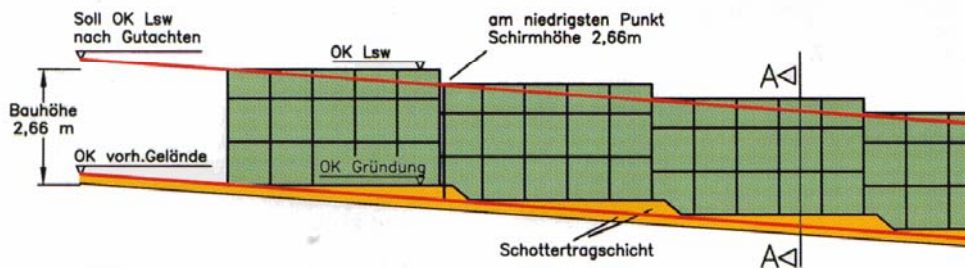 Soll OK Lsw
nach Gutachten
OK Lsw
am niedrigsten Punkt
Schirmhöhe 2,66m
A
Bauhöhe
2,66 m
OK vorh.Gelände
OK Gründung
Schottertragschicht
A